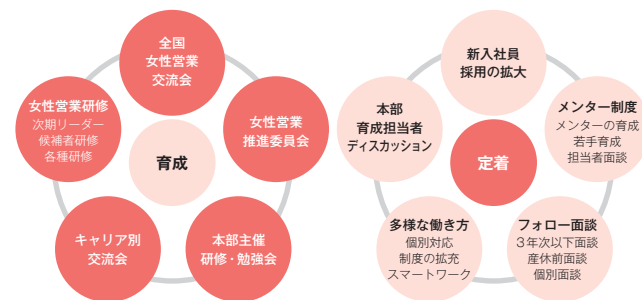 全国
女性営業
交流会
女性営業
推進委員会
本部主催
研修・勉強会
キャリア別
交流会
女性営業研修
次期リーダー
候補者研修
各種研修
育成
新入社員
採用の拡大
メンター制度
メンターの育成
若手育成
担当者面談
フォロー面談
3年次以下面談
産休前面談
個別面談
多様な働き方
個別対応
制度の拡充
スマートワーク
本部
育成担当者
ディスカッション
定着